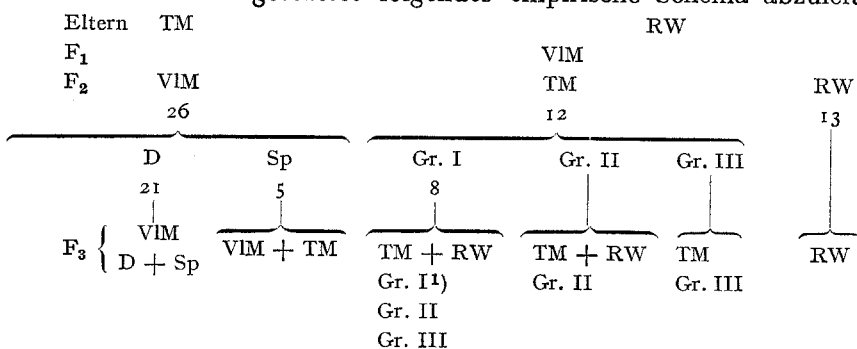 folgendes empirische Schema
Eltern TM RW
F₁ VlM
F₂ VlM TM RW
26 12 13
D Sp Gr. I Gr. II Gr. III
21 5 8
F₃ { VlM VlM + TM TM + RW TM + RW TM RW
D + Sp Gr. I¹) Gr. II Gr. III
Gr. II
Gr. III